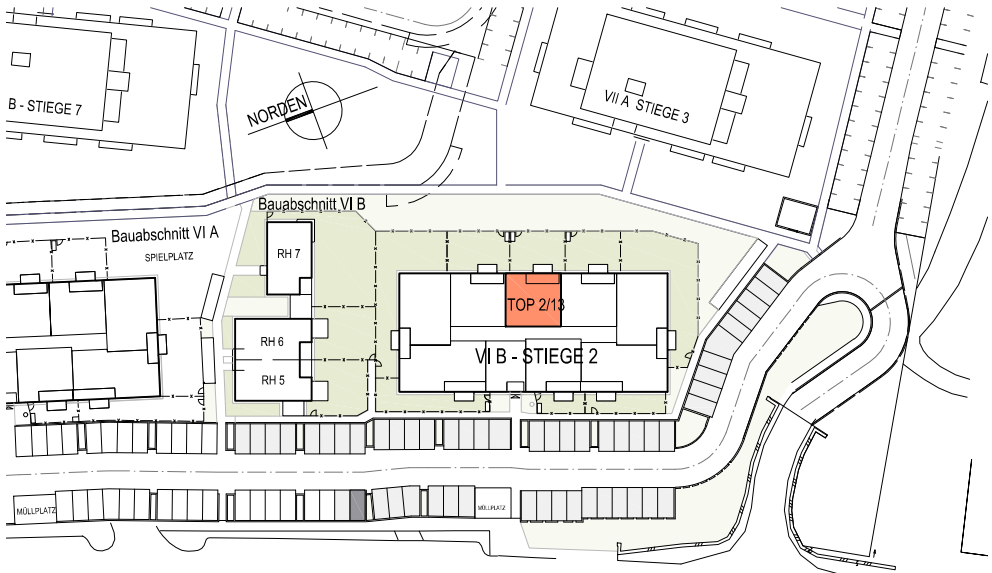 B - STIEGE 7
NORDEN
VII A STIEGE 3
Bauabschnitt VI B
Bauabschnitt VI A
SPIELPLATZ
RH 7
TOP 2/13
RH 6
VI B - STIEGE 2
RH 5
MÜLLPLATZ
MÜLLPLATZ